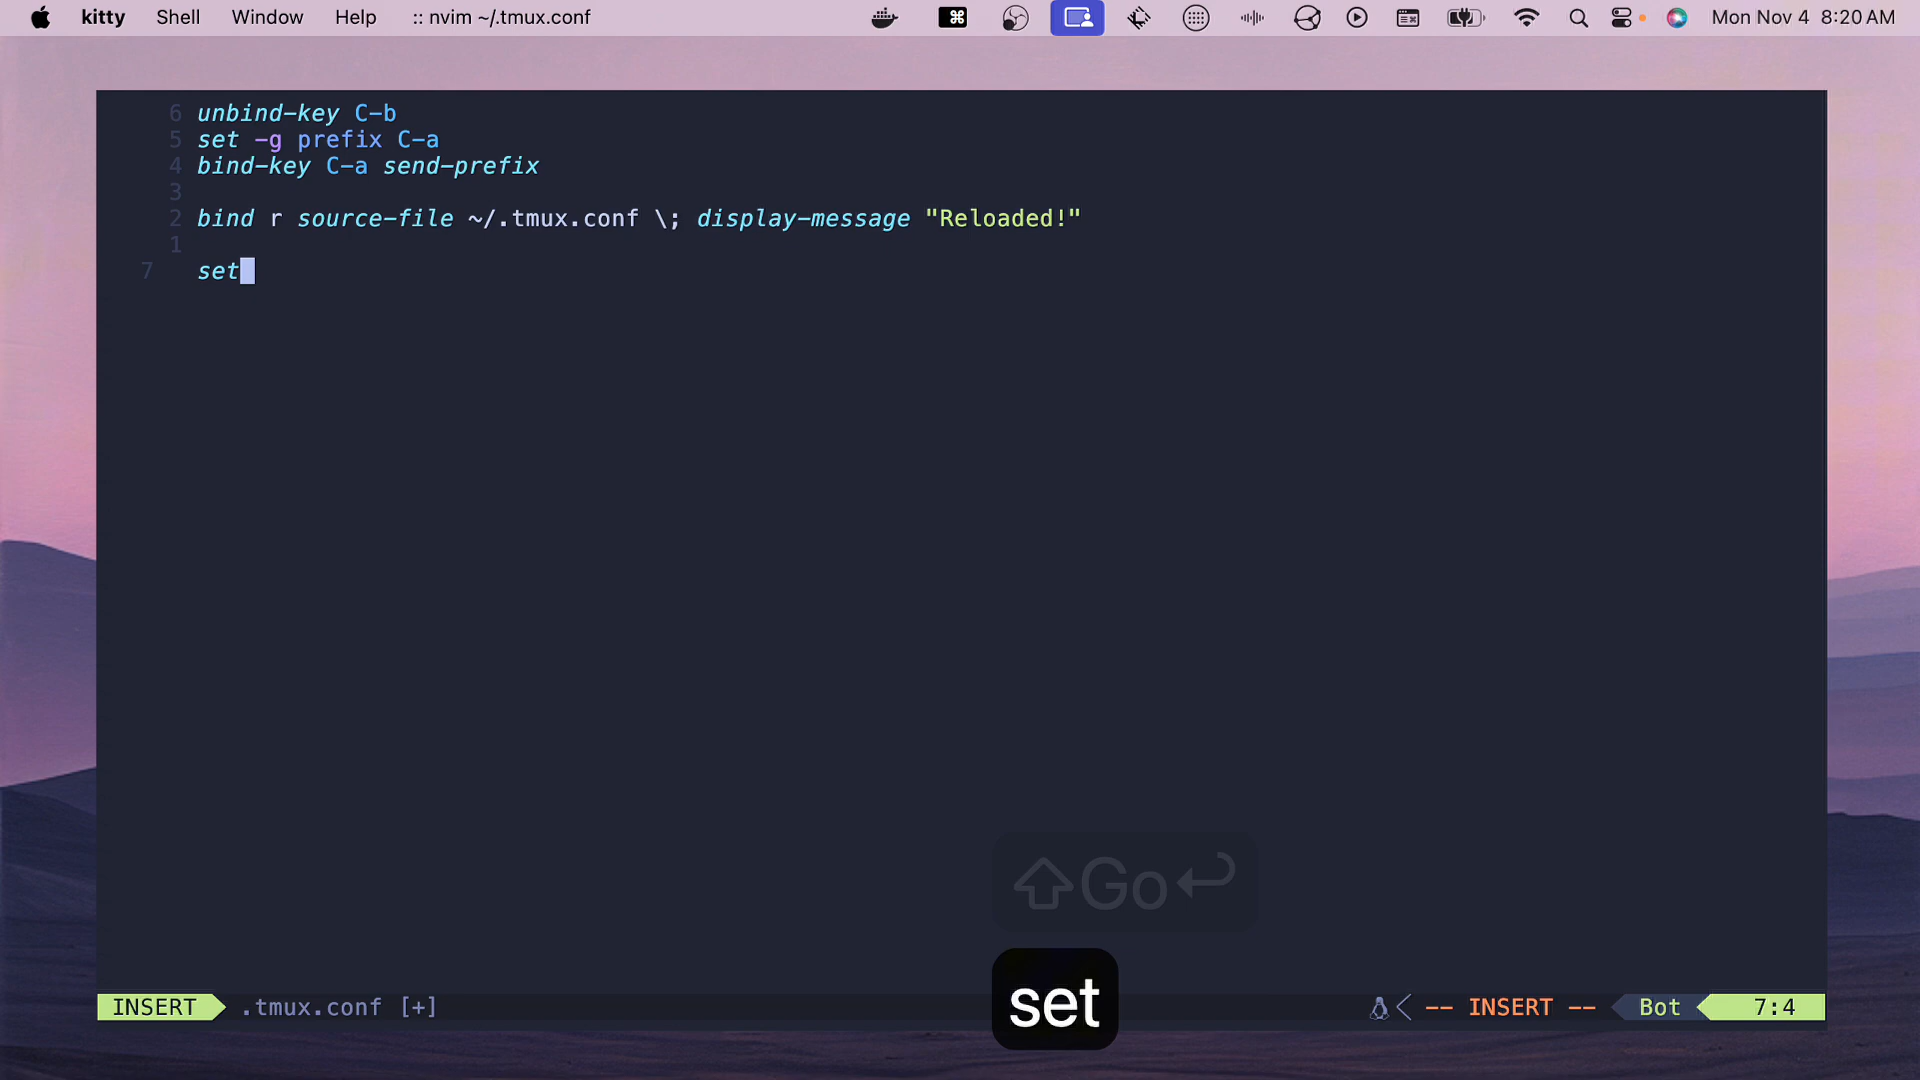 kitty Shell Window Help :: nvim ~/.tmux.conf Mon Nov 4 8:20 AM
6 unbind-key C-b
5 set -g prefix C-a
4 bind-key C-a send-prefix
3
2 bind r source-file ~/.tmux.conf \; display-message "Reloaded!"
1
7 set
⇧Go↩
set
INSERT .tmux.conf [+] -- INSERT -- Bot 7:4